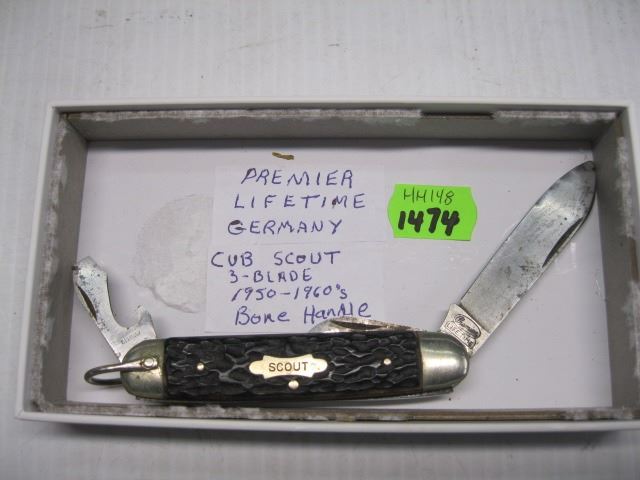 PREMIER
LIFETIME
GERMANY
CUB SCOUT
3-BLADE
1950-1960's
Bone Handle
HH148
1474
SCOUT